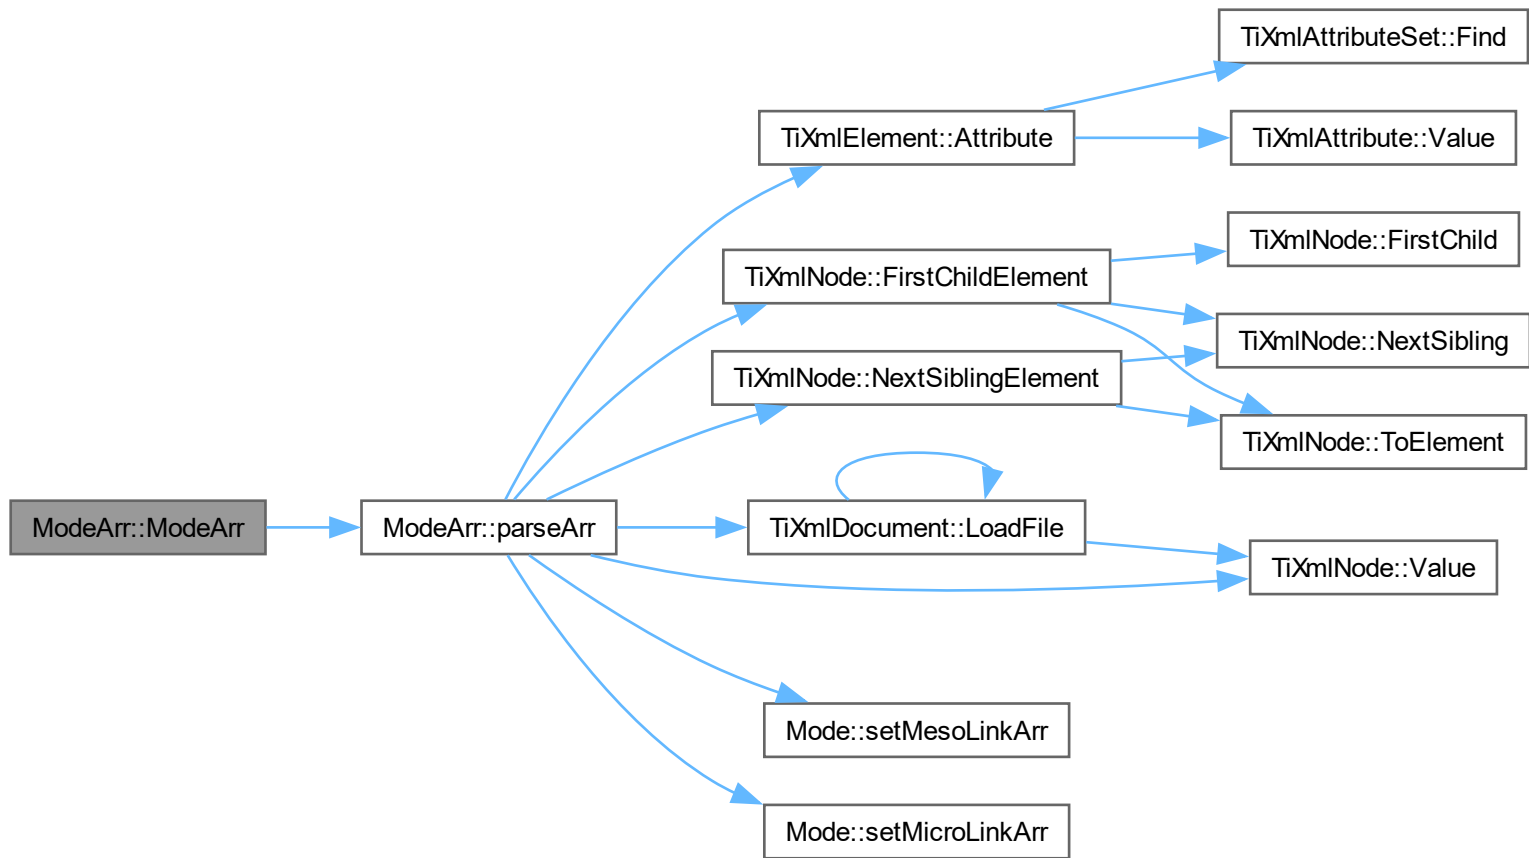 TiXmlAttributeSet::Find
TiXmlElement::Attribute
TiXmlAttribute::Value
TiXmlNode::FirstChild
TiXmlNode::FirstChildElement
TiXmlNode::NextSibling
TiXmlNode::NextSiblingElement
TiXmlNode::ToElement
ModeArr::ModeArr
ModeArr::parseArr
TiXmlDocument::LoadFile
TiXmlNode::Value
Mode::setMesoLinkArr
Mode::setMicroLinkArr